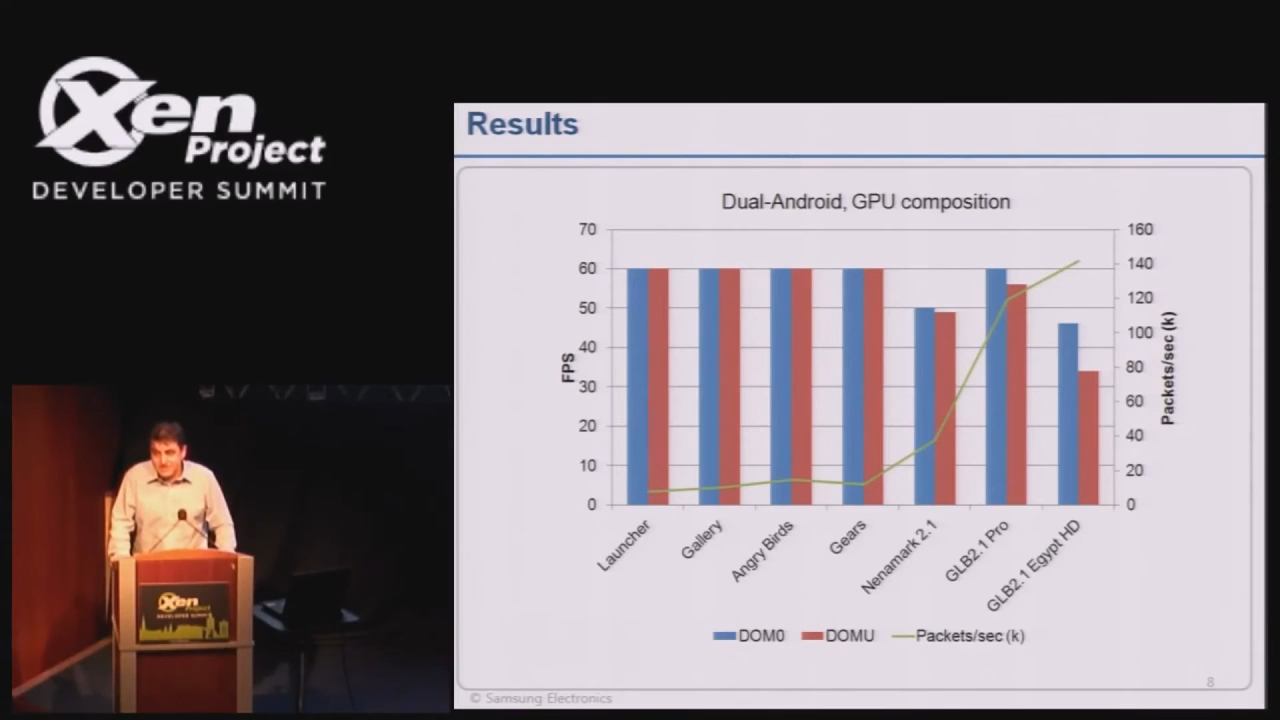 Xen
Project
DEVELOPER SUMMIT
Results
Dual-Android, GPU composition
70
60
50
40
30
20
10
0
FPS
160
140
120
100
80
60
40
20
0
Packets/sec (k)
Launcher
Gallery
Angry Birds
Gears
Nenamark 2.1
GLB2.1 Pro
GLB2.1 Egypt HD
DOM0 DOMU Packets/sec (k)
8
© Samsung Electronics
Xen
Project
DEVELOPER SUMMIT